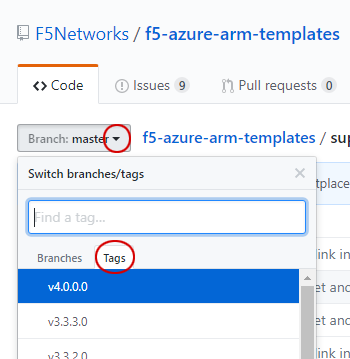 F5Networks / f5-azure-arm-templates
Code Issues 9 Pull requests 0
Branch: master f5-azure-arm-templates / sup
Switch branches/tags
tplace
Find a tag...
Branches Tags
link in
v4.0.0.0
et and
v3.3.3.0
link in
v3.3.2.0
et and